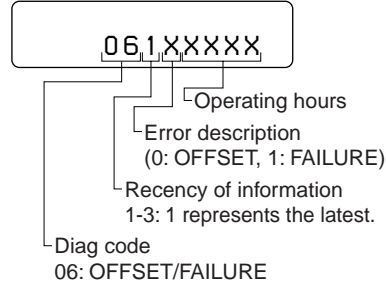 061XXXXXX
Operating hours
Error description
(0: OFFSET, 1: FAILURE)
Recency of information
1-3: 1 represents the latest.
Diag code
06: OFFSET/FAILURE